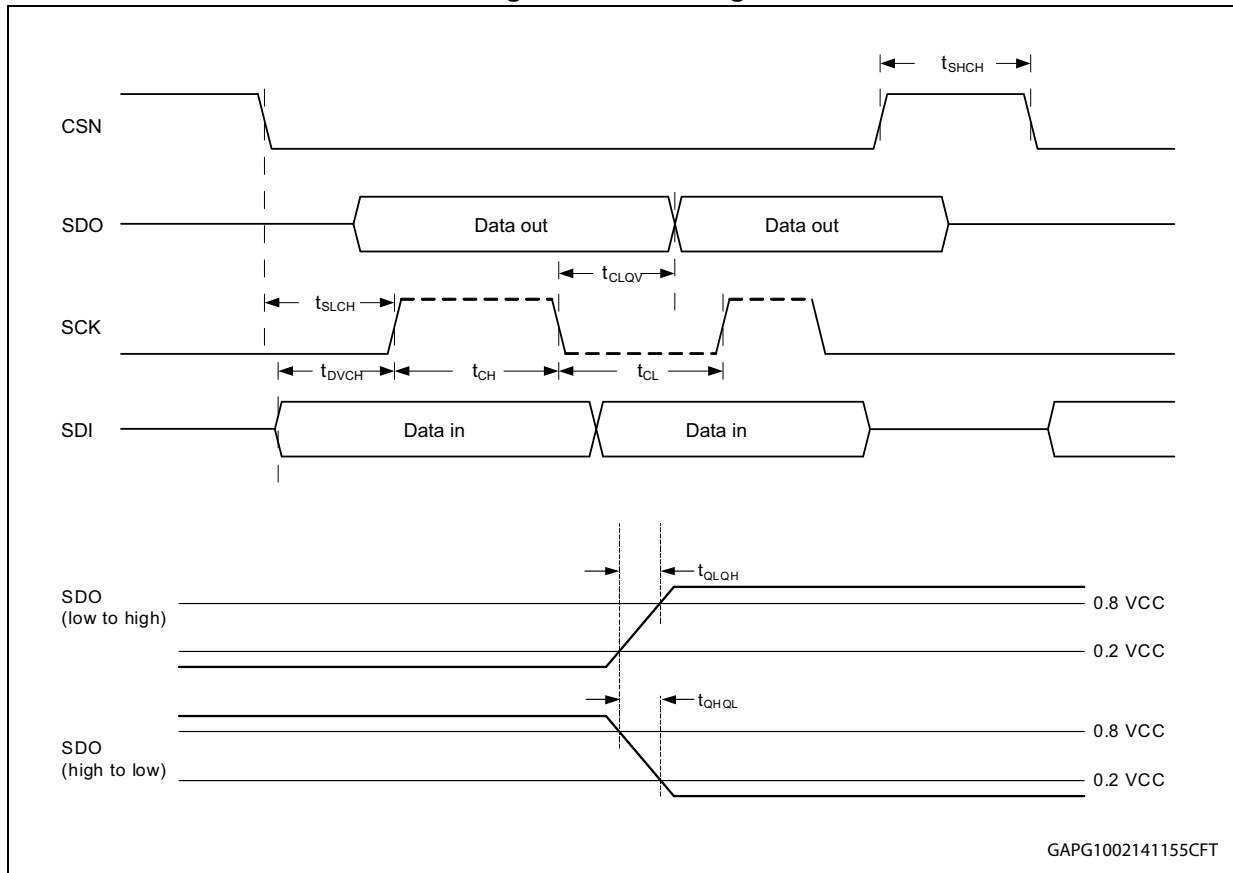 tSHCH
CSN
SDO
Data out
Data out
tCLQV
tSLCH
SCK
tDVCH
tCH
tCL
SDI
Data in
Data in
tQLQH
SDO
(low to high)
0.8 VCC
0.2 VCC
tQHQL
SDO
(high to low)
0.8 VCC
0.2 VCC
GAPG1002141155CFT